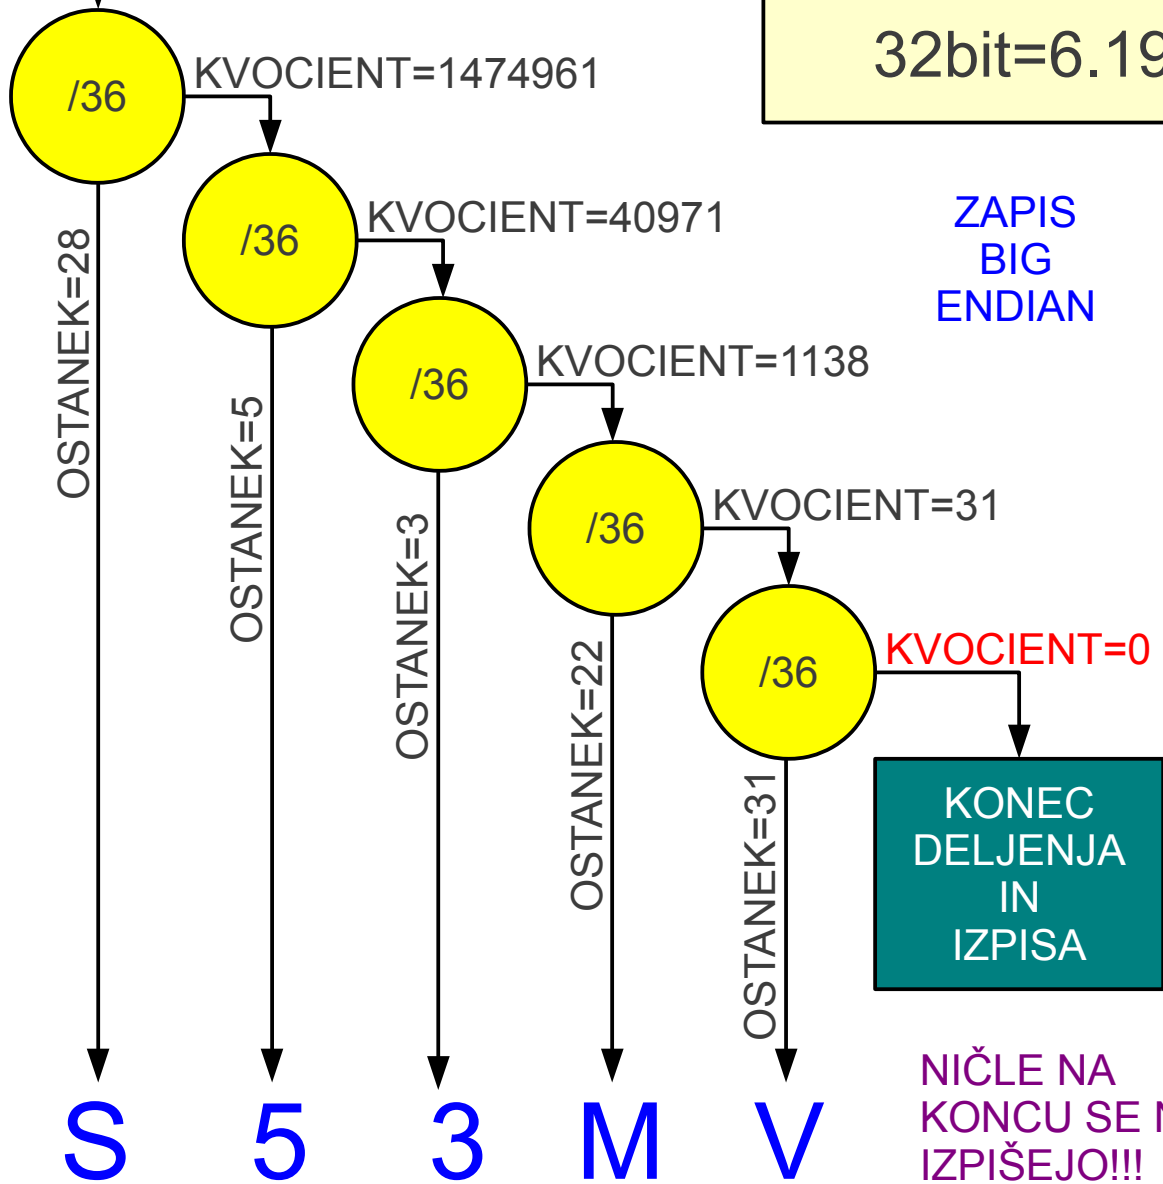 32bit=6.19
/36
KVOCIENT=1474961
OSTANEK=28
/36
KVOCIENT=40971
OSTANEK=5
ZAPIS
BIG
ENDIAN
/36
KVOCIENT=1138
OSTANEK=3
/36
KVOCIENT=31
OSTANEK=22
/36
KVOCIENT=0
OSTANEK=31
KONEC
DELJENJA
IN
IZPISA
S 5 3 M V
NIČLE NA
KONCU SE
IZPIŠEJO!!!